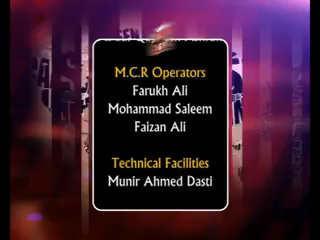 M.C.R Operators
Farukh Ali
Mohammad Saleem
Faizan Ali
Technical Facilities
Munir Ahmed Dasti